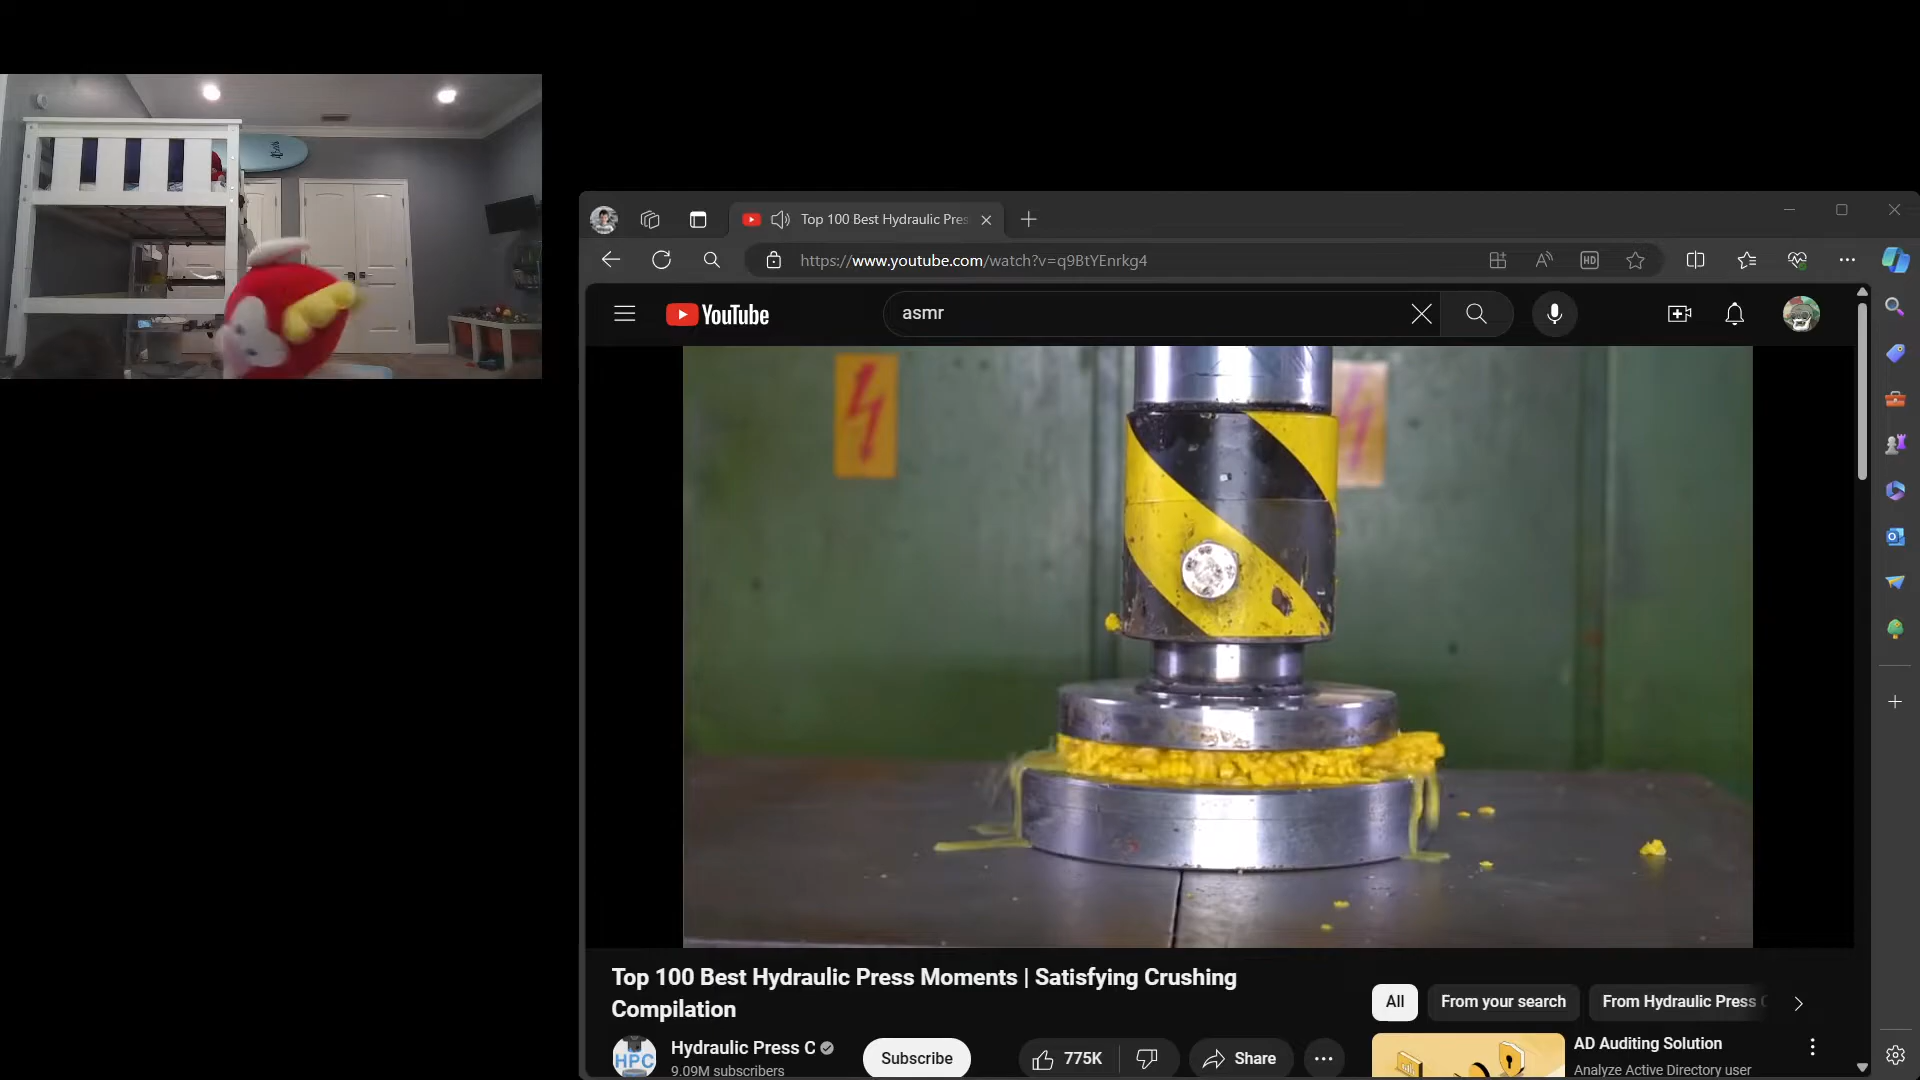 Top 100 Best Hydraulic Pres
https://www.youtube.com/watch?v=q9BtYEnrkg4
HD
YouTube
asmr
Top 100 Best Hydraulic Press Moments | Satisfying Crushing
Compilation
All
From your search
From Hydraulic Press C
HPC
Hydraulic Press C
9.09M subscribers
Subscribe
775K
Share
AD Auditing Solution
Analyze Active Directory user